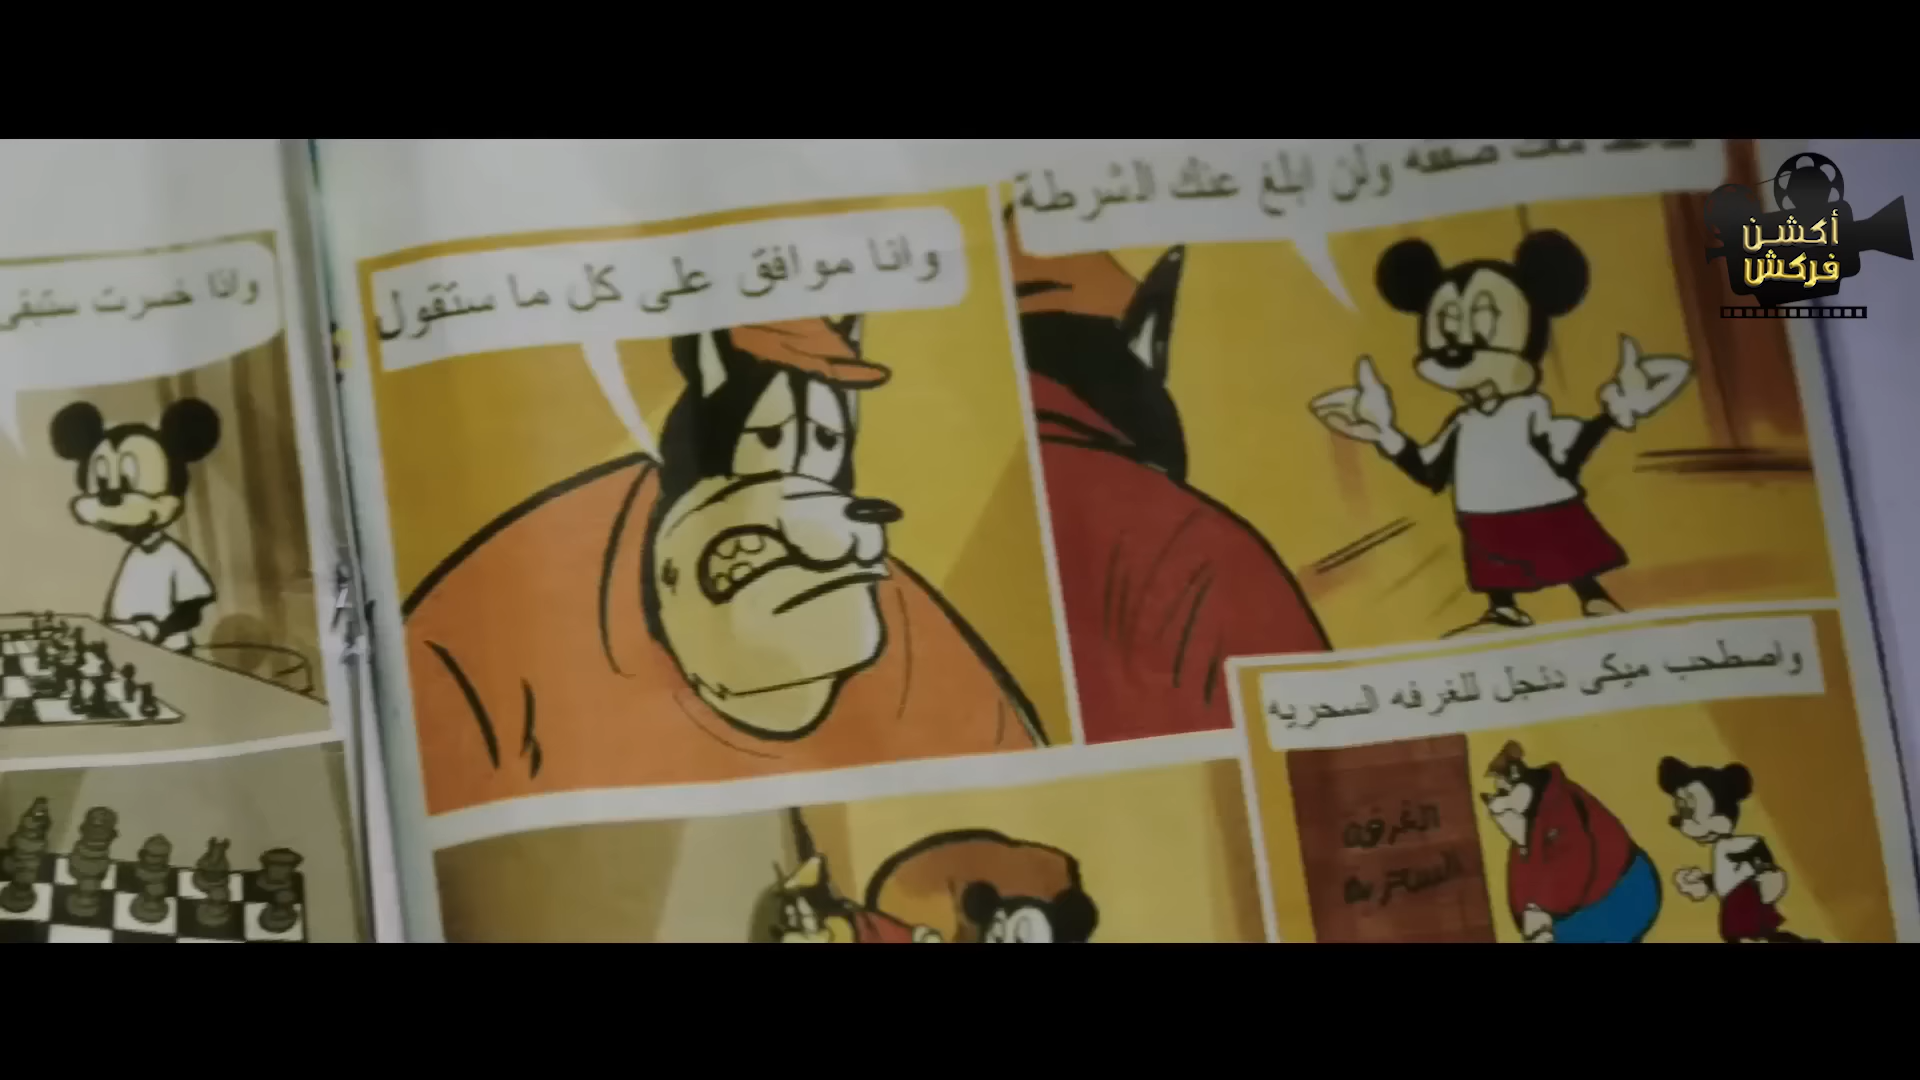 ولن ابلغ عنك الشرطة
وانا موافق على كل ما ستقول
وانا خسرت ستبقى
واصطحب ميكى دنجل للغرفه السحريه
الغرفه
السحريه
أكشن
فركش